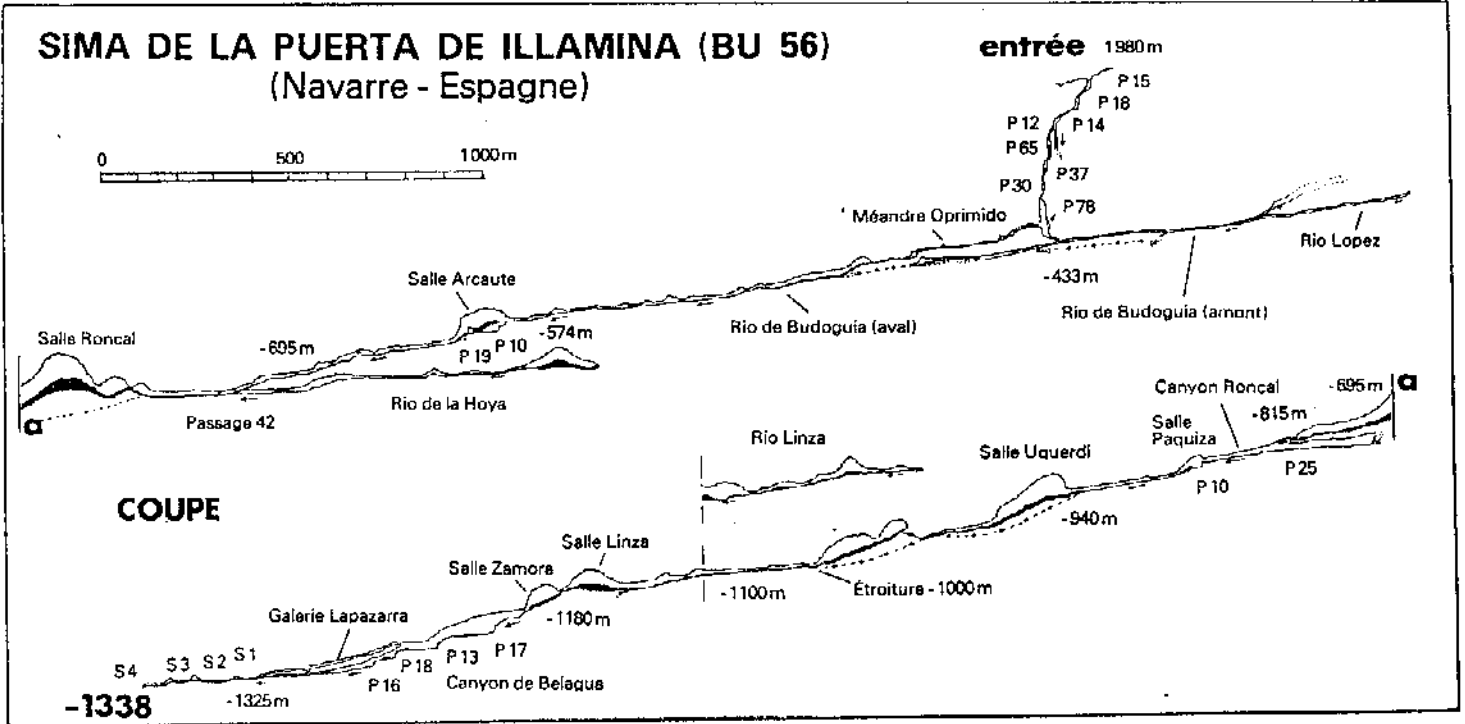 SIMA DE LA PUERTA DE ILLAMINA (BU 56)
(Navarre - Espagne)
entrée 1980m
0 500 1000m
P 15
P 18
P 12 P 14
P 65
P 37
P 30
P 78
Méandre Oprimido
Rio Lopez
-433m
Rio de Budoguia (amont)
Rio de Budoguia (aval)
Salle Arcaute
-574m
P 19 P 10
-695m
Salle Roncal
a
Passage 42
Rio de la Hoya
Canyon Ronçal -695m a
-815m
Salle
Paquiza
P 25
P 10
Rio Linza
Salle Uquerdi
-940m
COUPE
Salle Linza
Salle Zamora
-1100m
Étroiture -1000m
-1180m
Galerie Lapazarra
P 17
P 13
P 18
P 16
Canyon de Belagua
S4 S3 S2 S1
-1325m
-1338